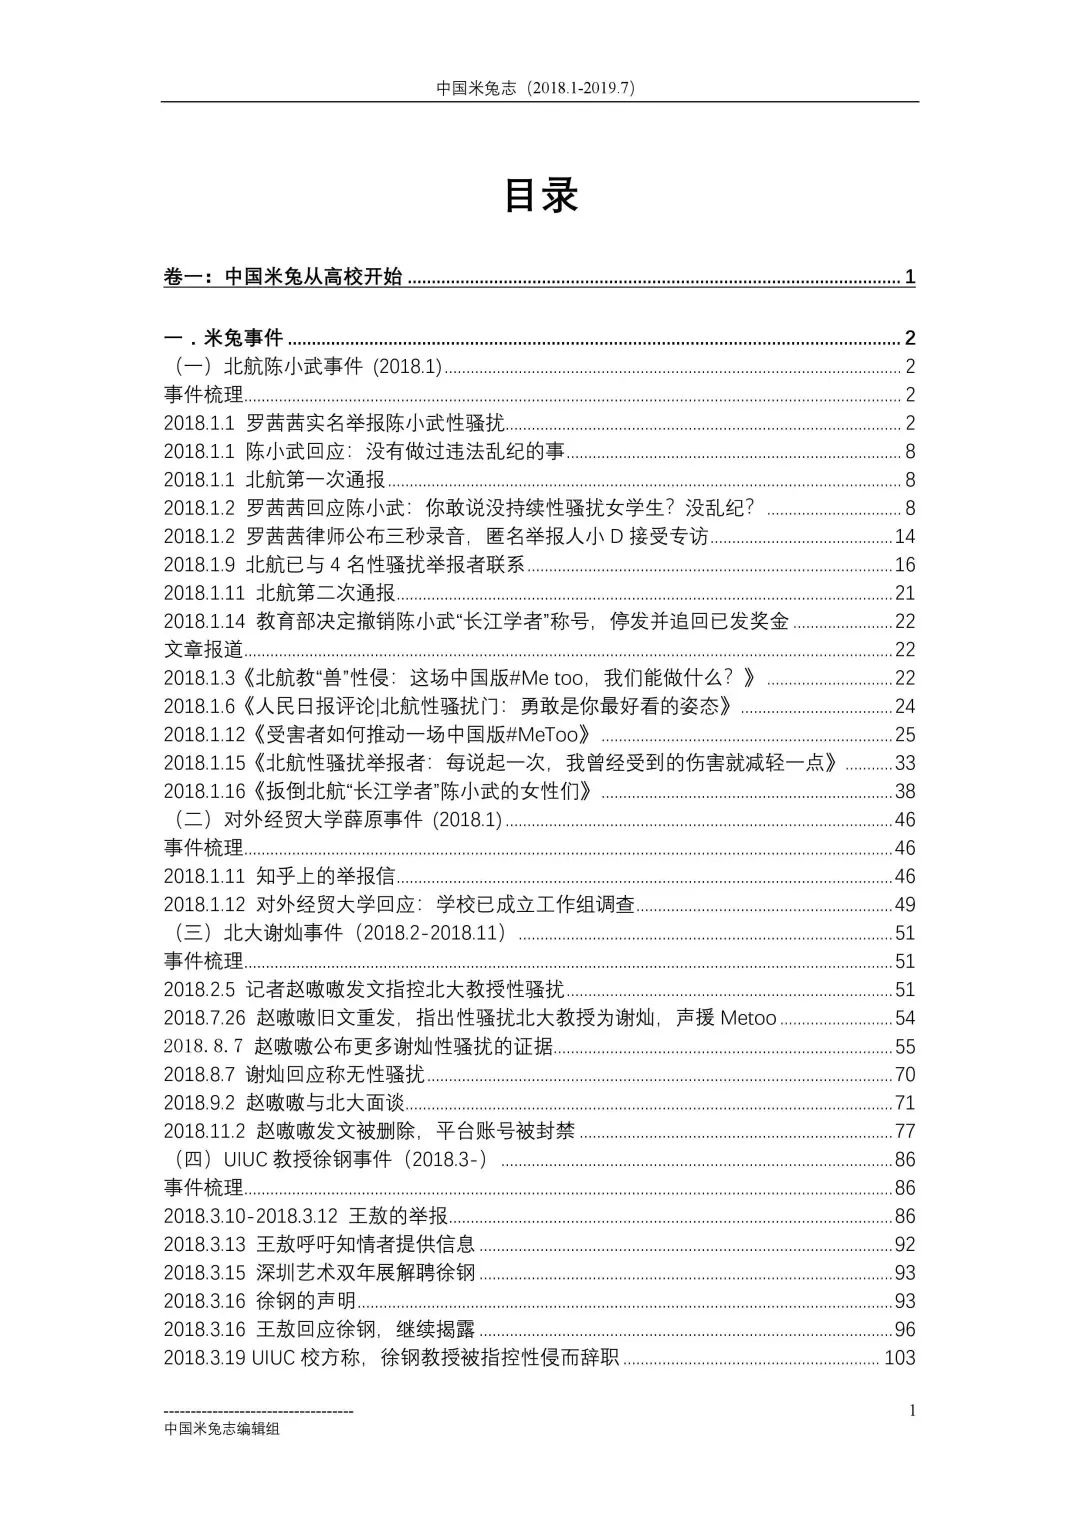 中国米兔志（2018.1-2019.7）
目录
卷一：中国米兔从高校开始 ........ 1
一．米兔事件 ........ 2
（一）北航陈小武事件 (2018.1) ........ 2
事件梳理 ........ 2
2018.1.1 罗茜茜实名举报陈小武性骚扰 ........ 2
2018.1.1 陈小武回应：没有做过违法乱纪的事 ........ 8
2018.1.1 北航第一次通报 ........ 8
2018.1.2 罗茜茜回应陈小武：你敢说没持续性骚扰女学生？没乱纪？ ........ 8
2018.1.2 罗茜茜律师公布三秒录音，匿名举报人小 D 接受专访 ........ 14
2018.1.9 北航已与 4 名性骚扰举报者联系 ........ 16
2018.1.11 北航第二次通报 ........ 21
2018.1.14 教育部决定撤销陈小武“长江学者”称号，停发并追回已发奖金 ........ 22
文章报道 ........ 22
2018.1.3《北航教“兽”性侵：这场中国版#Me too，我们能做什么？》 ........ 22
2018.1.6《人民日报评论|北航性骚扰门：勇敢是你最好看的姿态》 ........ 24
2018.1.12《受害者如何推动一场中国版#MeToo》 ........ 25
2018.1.15《北航性骚扰举报者：每说起一次，我曾经受到的伤害就减轻一点》 ........ 33
2018.1.16《扳倒北航“长江学者”陈小武的女性们》 ........ 38
（二）对外经贸大学薛原事件 (2018.1) ........ 46
事件梳理 ........ 46
2018.1.11 知乎上的举报信 ........ 46
2018.1.12 对外经贸大学回应：学校已成立工作组调查 ........ 49
（三）北大谢灿事件（2018.2-2018.11） ........ 51
事件梳理 ........ 51
2018.2.5 记者赵嗷嗷发文指控北大教授性骚扰 ........ 51
2018.7.26 赵嗷嗷旧文重发，指出性骚扰北大教授为谢灿，声援 Metoo ........ 54
2018.8.7 赵嗷嗷公布更多谢灿性骚扰的证据 ........ 55
2018.8.7 谢灿回应称无性骚扰 ........ 70
2018.9.2 赵嗷嗷与北大面谈 ........ 71
2018.11.2 赵嗷嗷发文被删除，平台账号被封禁 ........ 77
（四）UIUC 教授徐钢事件（2018.3-） ........ 86
事件梳理 ........ 86
2018.3.10-2018.3.12 王敖的举报 ........ 86
2018.3.13 王敖呼吁知情者提供信息 ........ 92
2018.3.15 深圳艺术双年展解聘徐钢 ........ 93
2018.3.16 徐钢的声明 ........ 93
2018.3.16 王敖回应徐钢，继续揭露 ........ 96
2018.3.19 UIUC 校方称，徐钢教授被指控性侵而辞职 ........ 103
-----------------------------------
1
中国米兔志编辑组